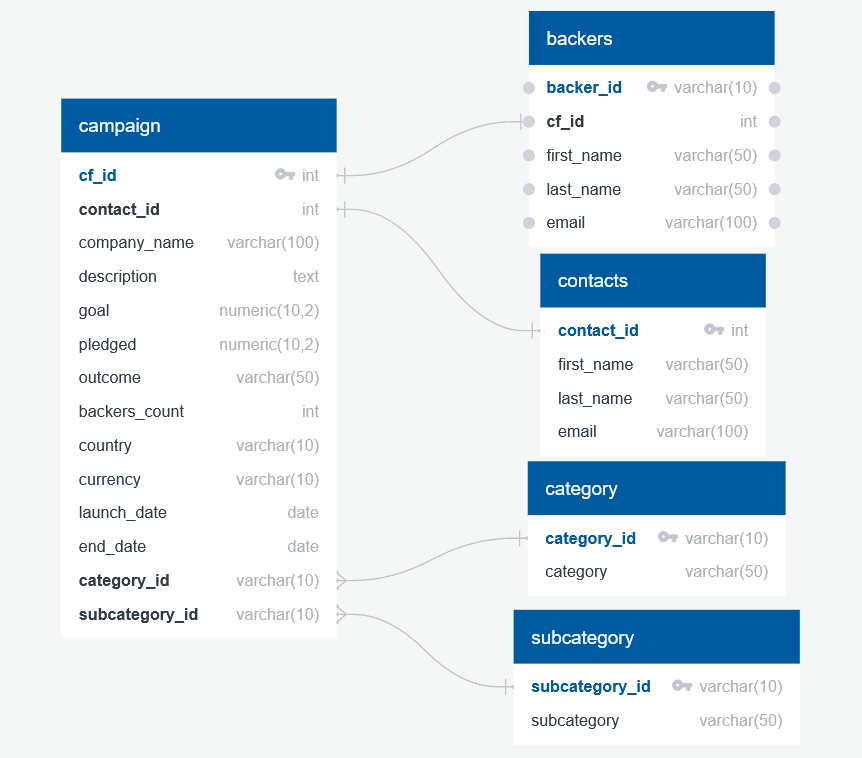 campaign
cf_id int
contact_id int
company_name varchar(100)
description text
goal numeric(10,2)
pledged numeric(10,2)
outcome varchar(50)
backers_count int
country varchar(10)
currency varchar(10)
launch_date date
end_date date
category_id varchar(10)
subcategory_id varchar(10)
backers
backer_id varchar(10)
cf_id int
first_name varchar(50)
last_name varchar(50)
email varchar(100)
contacts
contact_id int
first_name varchar(50)
last_name varchar(50)
email varchar(100)
category
category_id varchar(10)
category varchar(50)
subcategory
subcategory_id varchar(10)
subcategory varchar(50)